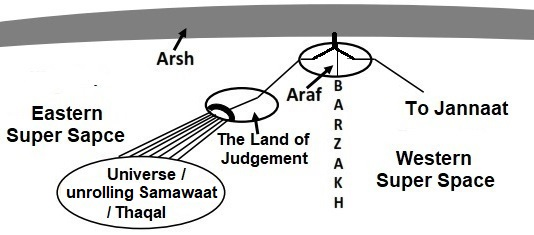 Arsh
Araf
B
A
R
Z
A
K
H
To Jannaat
Eastern
Super Sapce
The Land of
Judgement
Western
Super Space
Universe /
unrolling Samawaat
/ Thaqal